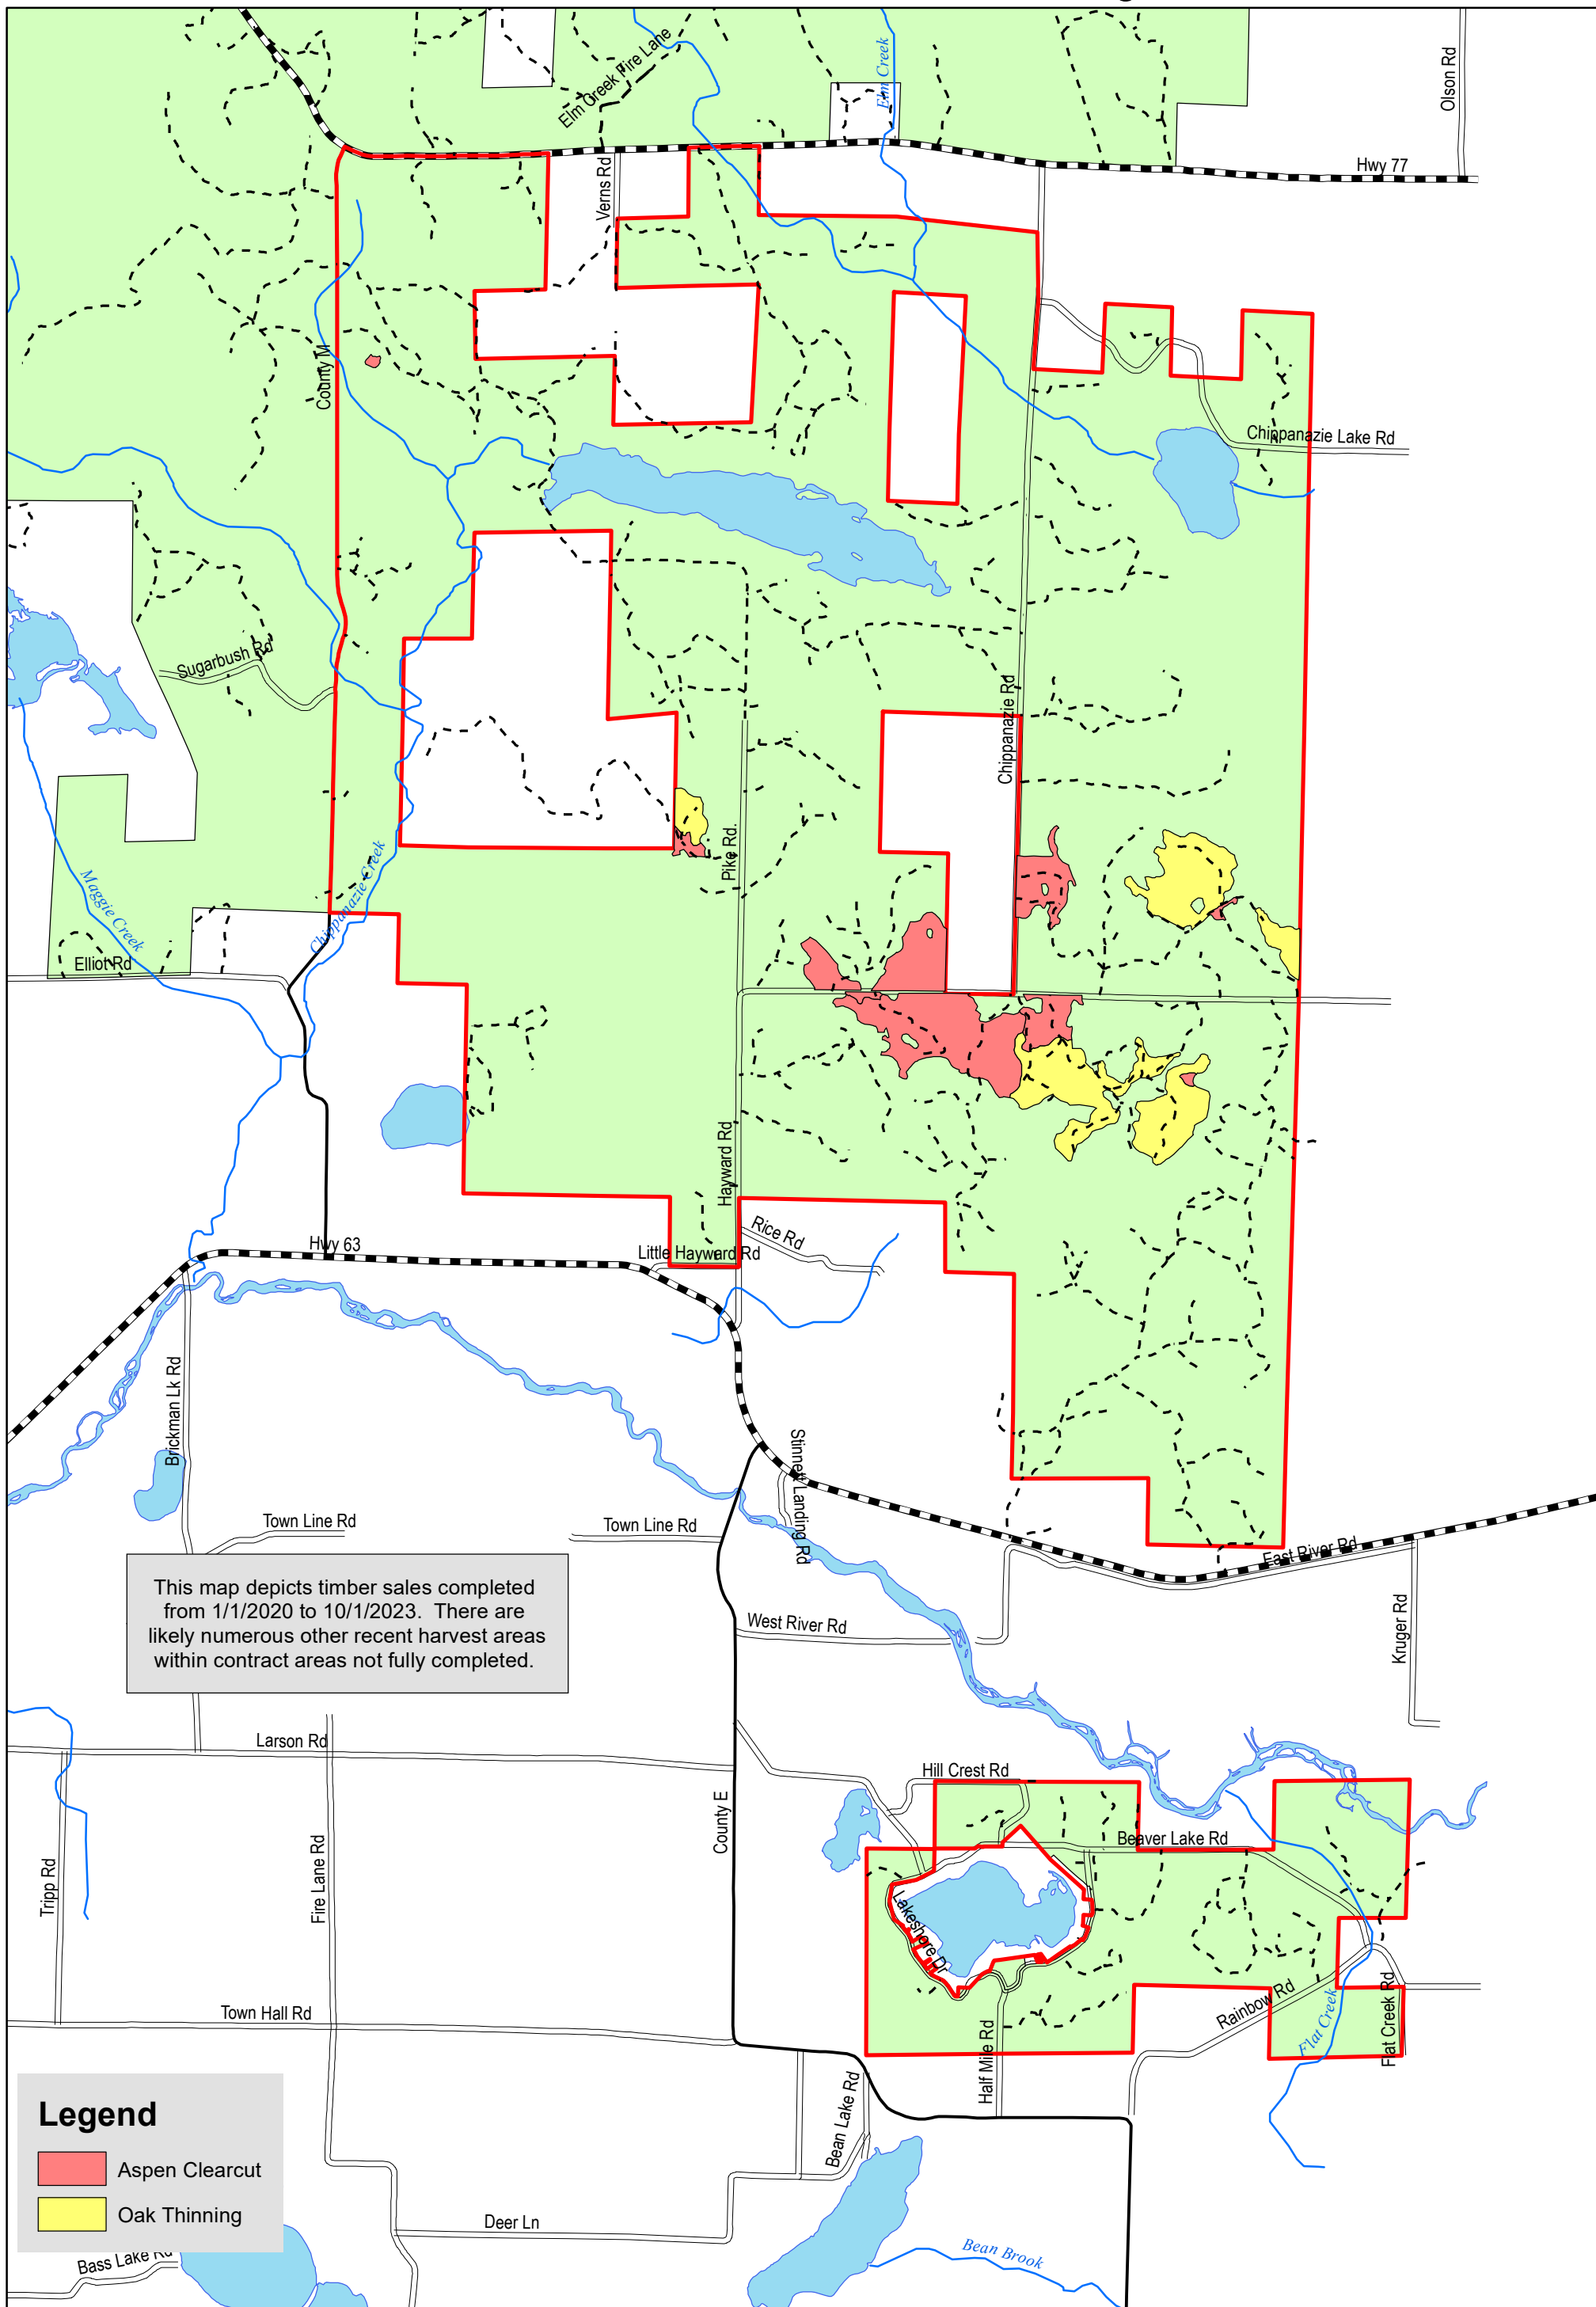 Elm Creek Fire Lane
Elm Creek
Olson Rd
Hwy 77
Verns Rd
County M
Chippanazie Lake Rd
Sugarbush Rd
Chippanazie Rd
Pike Rd.
Maggie Creek
Chippanazie Creek
Elliot Rd
Hayward Rd
Rice Rd
Hwy 63
Little Hayward Rd
Brickman Lk Rd
Stinnett Landing Rd
Town Line Rd
Town Line Rd
East River Rd
This map depicts timber sales completed
from 1/1/2020 to 10/1/2023. There are
likely numerous other recent harvest areas
within contract areas not fully completed.
West River Rd
Kruger Rd
Larson Rd
Hill Crest Rd
County E
Beaver Lake Rd
Tripp Rd
Fire Lane Rd
Lakeshore Dr
Rainbow Rd
Flat Creek
Flat Creek Rd
Town Hall Rd
Half Mile Rd
Bean Lake Rd
Legend
Aspen Clearcut
Oak Thinning
Deer Ln
Bass Lake Rd
Bean Brook